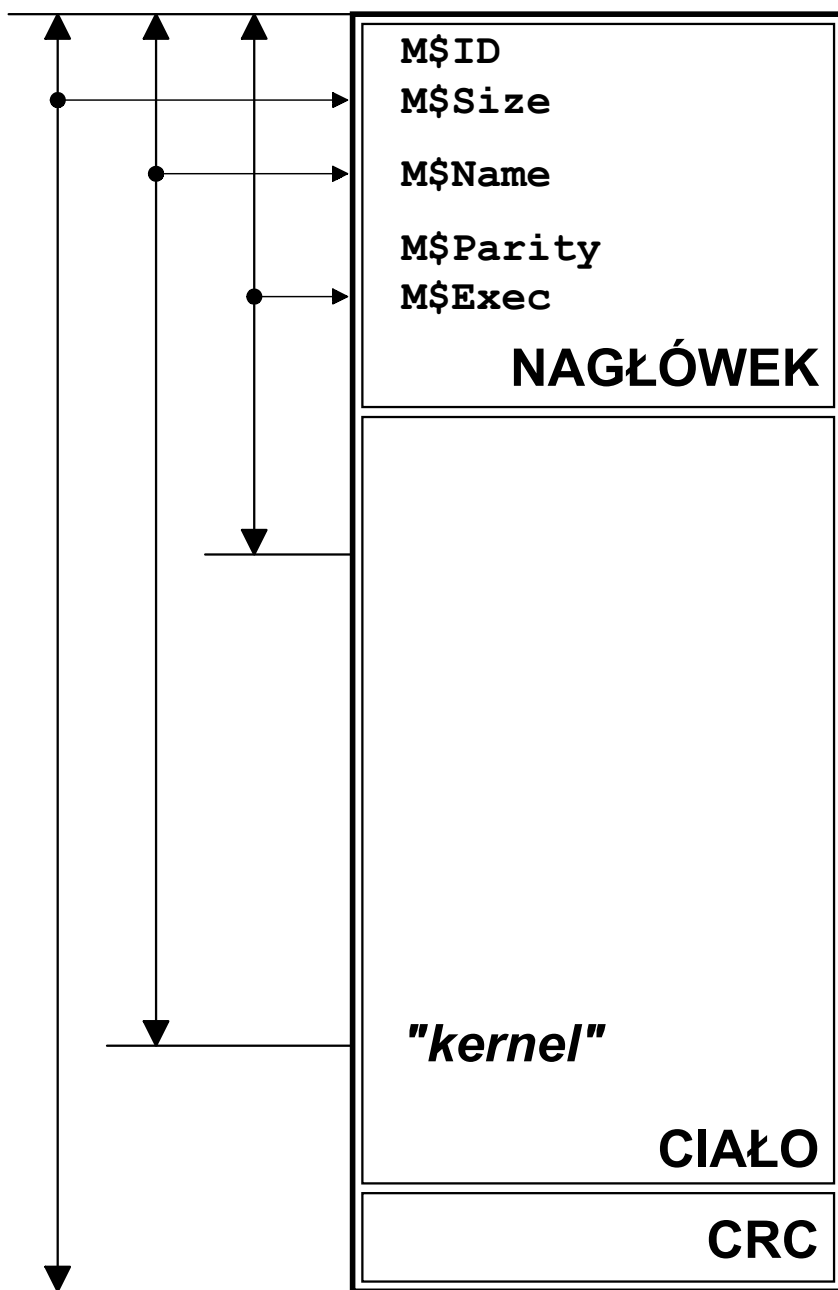 M$ID
M$Size
M$Name
M$Parity
M$Exec
NAGŁÓWEK
"kernel"
CIAŁO
CRC